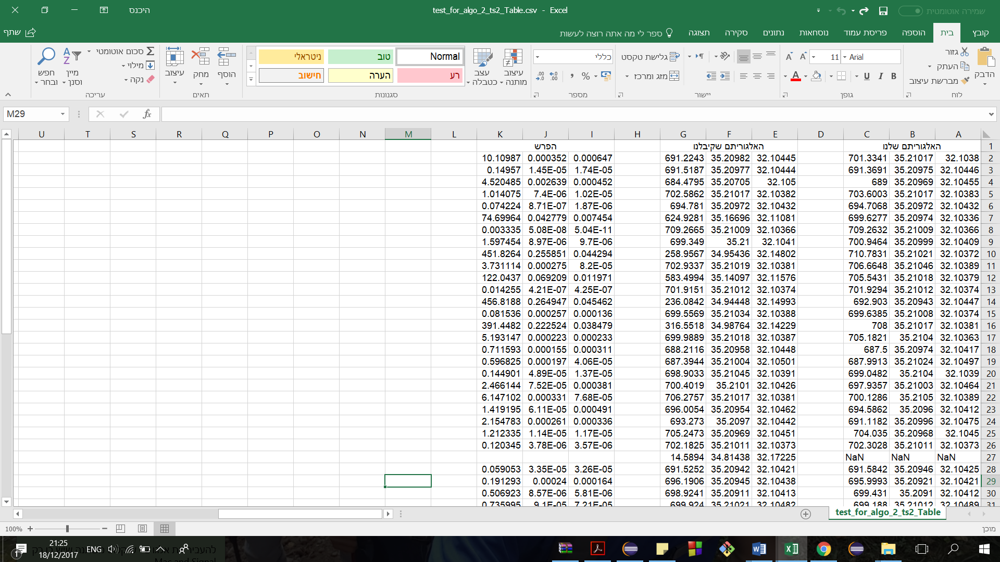 היכנס
test_for_algo_2_ts2_Table.csv - Excel
שמירה אוטומטית
קובץ בית הוספה פריסת עמוד נוסחאות נתונים סקירה תצוגה ספר לי מה אתה רוצה לעשות
שתף
הדבק
גזור
העתק
מברשת עיצוב
לוח
Arial 11
B I U
גופן
גלישת טקסט
מזג ומרכז
יישור
כללי
% ,
מספר
עיצוב מותנה
עצב כטבלה
Normal טוב ניטראלי
רע הערה חישוב
סגנונות
הוסף מחק עיצוב
תאים
סכום אוטומטי
מילוי
נקה
מיין וסנן
חפש ובחר
עריכה
M29 fx
U T S R Q P O N M L K J I H G F E D C B A
הפרש האלגוריתם שקיבלנו האלגוריתם שלנו 1
10.10987 0.000352 0.000647 691.2243 35.20982 32.10445 701.3341 35.21017 32.1038 2
0.14957 1.45E-05 1.74E-05 691.5187 35.20977 32.10444 691.3691 35.20975 32.10446 3
4.520485 0.002639 0.000452 684.4795 35.20705 32.105 689 35.20969 32.10455 4
1.014075 7.4E-06 1.02E-05 702.5862 35.21017 32.10382 703.6003 35.21017 32.10383 5
0.074224 8.71E-07 1.87E-06 694.781 35.20972 32.10432 694.7068 35.20972 32.10432 6
74.69964 0.042779 0.007454 624.9281 35.16696 32.11081 699.6277 35.20974 32.10336 7
0.003335 5.08E-08 5.04E-11 709.2665 35.21009 32.10366 709.2632 35.21009 32.10366 8
1.597454 8.97E-06 9.7E-06 699.349 35.21 32.1041 700.9464 35.20999 32.10409 9
451.8264 0.255851 0.044294 258.9567 34.95436 32.14802 710.7831 35.21021 32.10372 10
3.731114 0.000275 8.2E-05 702.9337 35.21019 32.10381 706.6648 35.21046 32.10389 11
122.0437 0.069209 0.011971 583.4994 35.14097 32.11576 705.5431 35.21018 32.10379 12
0.014255 4.21E-07 4.25E-07 701.9151 35.21012 32.10374 701.9294 35.21012 32.10374 13
456.8188 0.264947 0.045462 236.0842 34.94448 32.14993 692.903 35.20943 32.10447 14
0.081536 0.000257 0.000136 699.5569 35.21034 32.10388 699.6385 35.21008 32.10374 15
391.4482 0.222524 0.038479 316.5518 34.98764 32.14229 708 35.21017 32.10381 16
5.193147 0.000223 0.000233 699.9889 35.21018 32.10387 705.1821 35.2104 32.10363 17
0.711593 0.000155 0.000311 688.2116 35.20958 32.10448 687.5 35.20974 32.10417 18
0.596825 0.000197 4.06E-05 687.3944 35.21004 32.10501 687.9913 35.21024 32.10497 19
0.144901 4.89E-05 1.37E-05 698.9033 35.21045 32.10391 699.0482 35.2104 32.1039 20
2.466144 7.52E-05 0.000381 700.4019 35.2101 32.10426 697.9357 35.21003 32.10464 21
6.147102 0.000331 7.68E-05 706.2757 35.21017 32.10381 700.1286 35.2105 32.10389 22
1.419195 6.11E-05 0.000491 696.0054 35.20954 32.10462 694.5862 35.2096 32.10412 23
2.154783 0.000261 0.000336 693.273 35.2097 32.10442 691.1182 35.20996 32.10475 24
1.212335 1.14E-05 1.17E-05 705.2473 35.20969 32.10451 704.035 35.20968 32.1045 25
0.120345 3.78E-06 3.57E-06 702.1825 35.21011 32.10373 702.3028 35.21011 32.10373 26
14.5894 34.81438 32.17225 NaN NaN NaN 27
0.059053 3.35E-05 3.26E-05 691.5252 35.20942 32.10421 691.5842 35.20946 32.10425 28
0.191293 0.00024 0.000164 696.1906 35.20945 32.10438 695.9993 35.20921 32.10421 29
0.506923 8.57E-06 5.81E-06 698.9241 35.20911 32.10413 699.431 35.2091 32.10412 30
0.735995 9.1E-05 7.21E-05 699.924 35.21021 32.10482 699.188 35.21012 32.10489 31
test_for_algo_2_ts2_Table
100% מוכן
21:25
18/12/2017
ENG
1